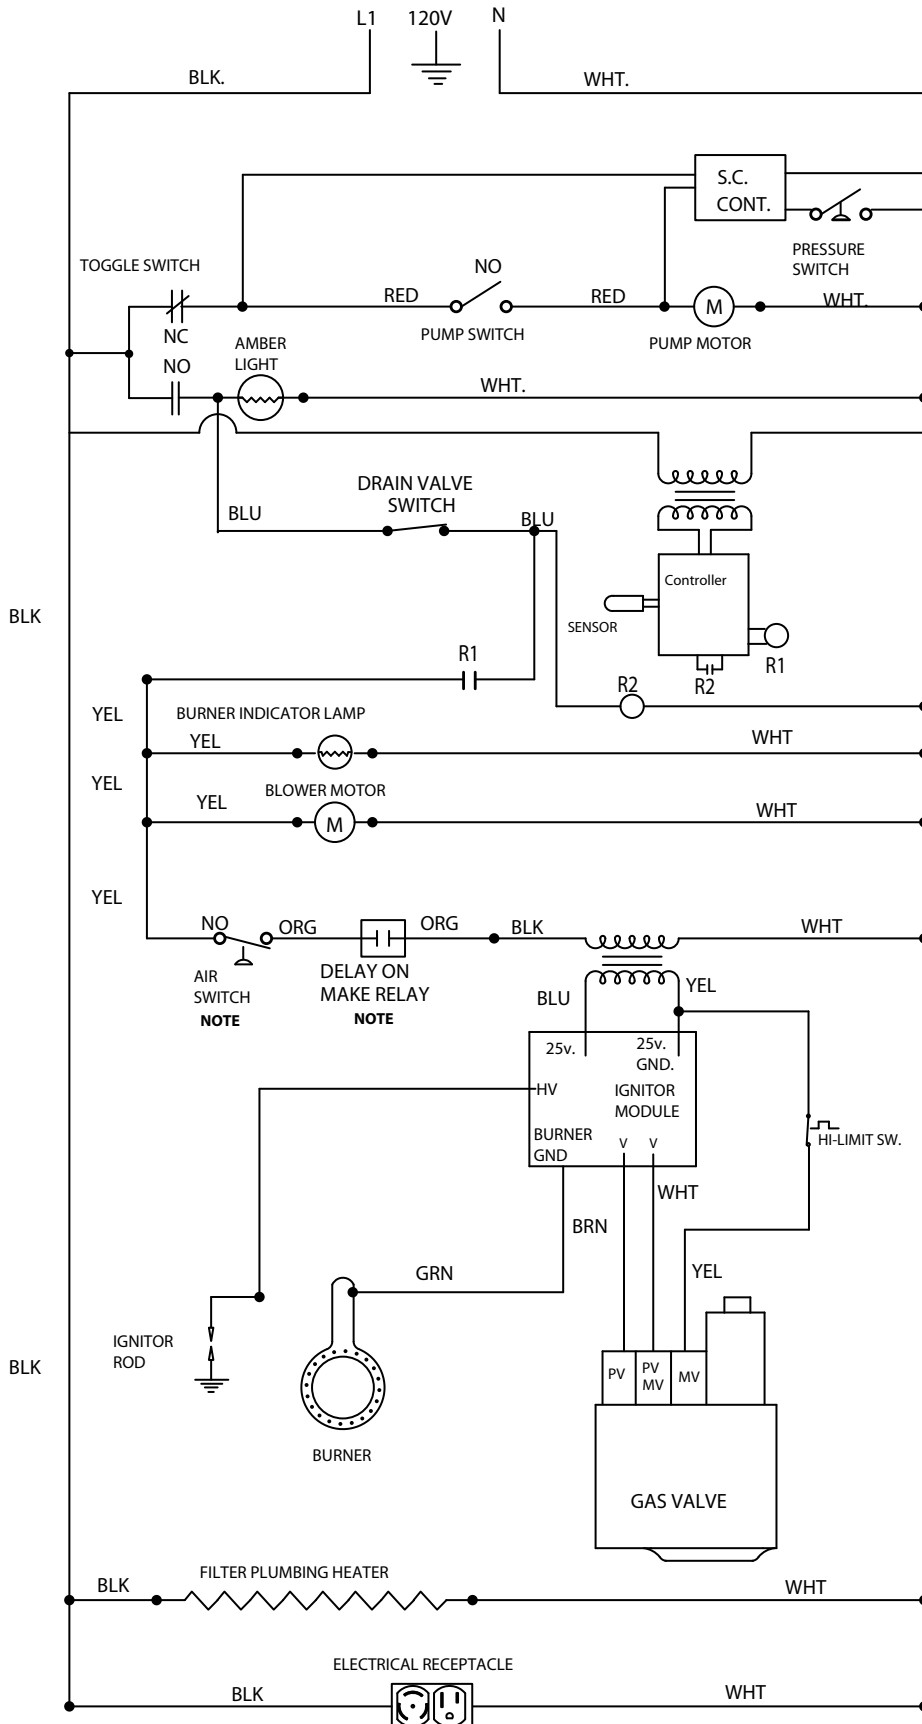 L1 120V N
BLK. WHT.
S.C.
CONT.
PRESSURE
SWITCH
TOGGLE SWITCH
NO
RED RED WHT.
NC
PUMP SWITCH
PUMP MOTOR
M
NO
AMBER
LIGHT
WHT.
DRAIN VALVE
SWITCH
BLU BLU
Controller
SENSOR
R1
R2
BLK
R1
R2
YEL
BURNER INDICATOR LAMP
YEL WHT
YEL
BLOWER MOTOR
YEL M WHT
YEL
NO ORG ORG BLK WHT
AIR
SWITCH
NOTE
DELAY ON
MAKE RELAY
NOTE
BLU YEL
25v. 25v.
GND.
HV
IGNITOR
MODULE
BURNER
GND
V V
HI-LIMIT SW.
WHT
BRN
YEL
GRN
IGNITOR
ROD
BLK
BURNER
PV
PV
MV
MV
GAS VALVE
FILTER PLUMBING HEATER
BLK WHT
ELECTRICAL RECEPTACLE
BLK WHT